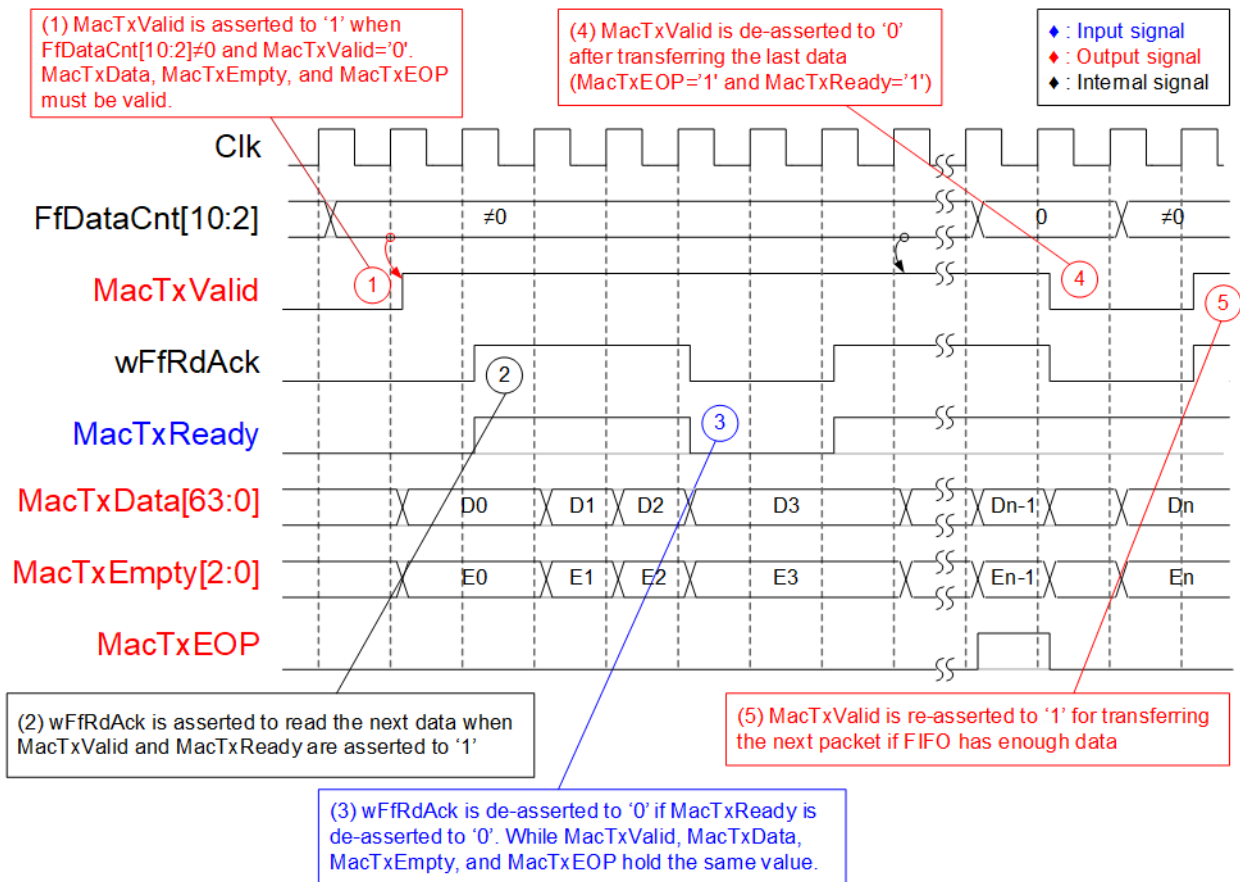 (1) MacTxValid is asserted to ‘1’ when
FfDataCnt[10:2]≠0 and MacTxValid=’0’.
MacTxData, MacTxEmpty, and MacTxEOP
must be valid.
(4) MacTxValid is de-asserted to ‘0’
after transferring the last data
(MacTxEOP='1' and MacTxReady='1')
♦ : Input signal
♦ : Output signal
♦ : Internal signal
Clk
FfDataCnt[10:2] ≠0 0 ≠0
MacTxValid 1 4 5
wFfRdAck 2
MacTxReady 3
MacTxData[63:0] D0 D1 D2 D3 Dn-1 Dn
MacTxEmpty[2:0] E0 E1 E2 E3 En-1 En
MacTxEOP
(2) wFfRdAck is asserted to read the next data when
MacTxValid and MacTxReady are asserted to ‘1’
(5) MacTxValid is re-asserted to ‘1’ for transferring
the next packet if FIFO has enough data
(3) wFfRdAck is de-asserted to ‘0’ if MacTxReady is
de-asserted to ‘0’. While MacTxValid, MacTxData,
MacTxEmpty, and MacTxEOP hold the same value.